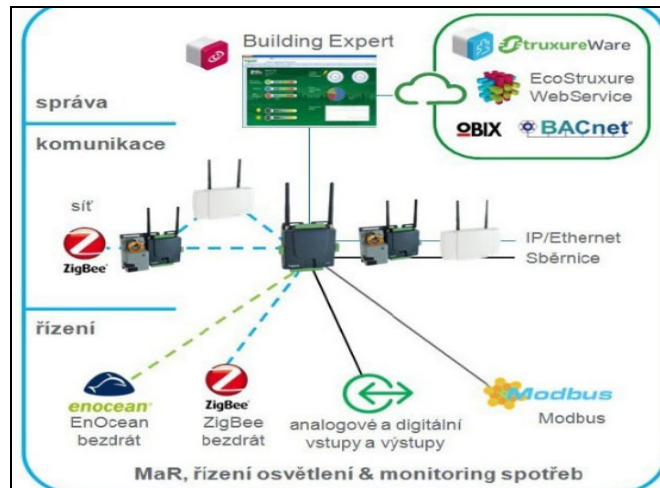 Building Expert
StruxureWare
EcoStruxure
WebService
oBIX BACnet®
správa
komunikace
síť
ZigBee®
IP/Ethernet
Sběrnice
řízení
enocean®
EnOcean
bezdrát
ZigBee®
ZigBee
bezdrát
analogové a digitální
vstupy a výstupy
Modbus
Modbus
MaR, řízení osvětlení & monitoring spotřeb